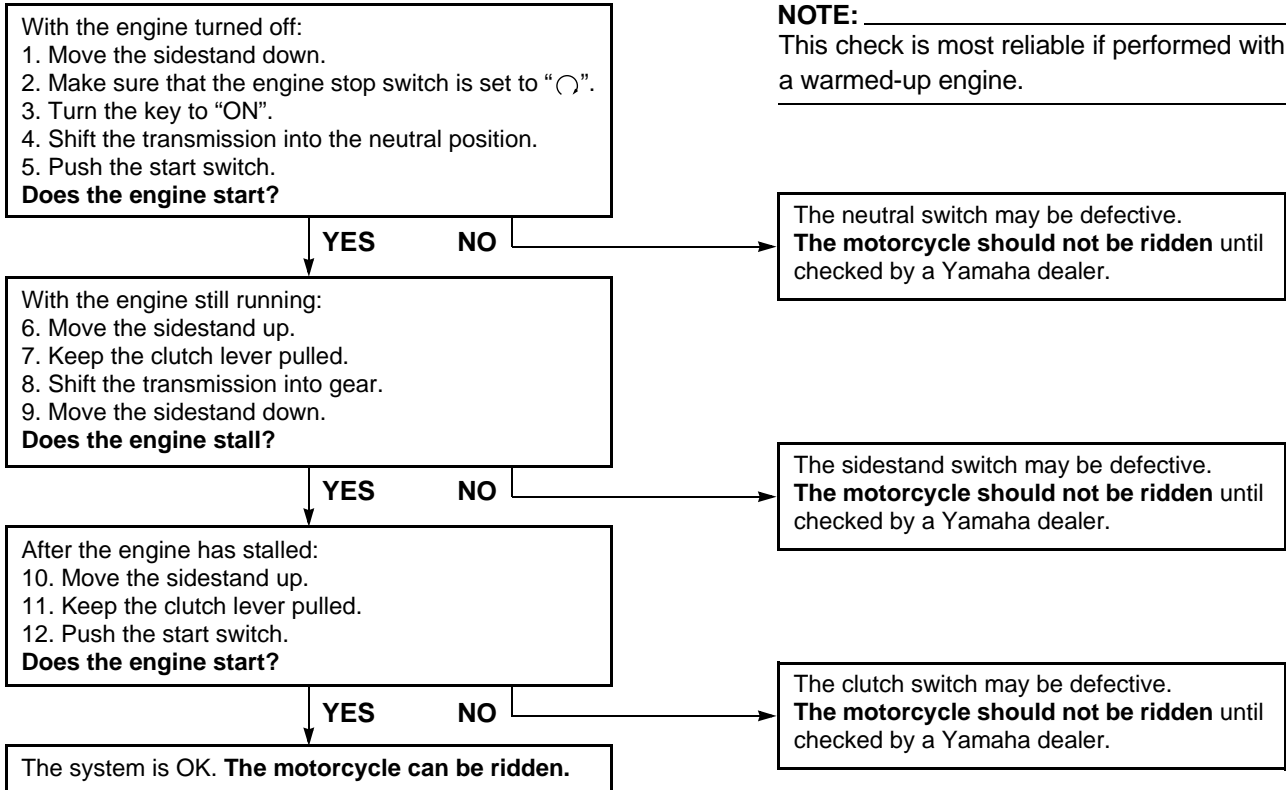 With the engine turned off:
1. Move the sidestand down.
2. Make sure that the engine stop switch is set to “ ”.
3. Turn the key to “ON”.
4. Shift the transmission into the neutral position.
5. Push the start switch.
Does the engine start?
NOTE:
This check is most reliable if performed with
a warmed-up engine.
YES NO
The neutral switch may be defective.
The motorcycle should not be ridden until
checked by a Yamaha dealer.
With the engine still running:
6. Move the sidestand up.
7. Keep the clutch lever pulled.
8. Shift the transmission into gear.
9. Move the sidestand down.
Does the engine stall?
YES NO
The sidestand switch may be defective.
The motorcycle should not be ridden until
checked by a Yamaha dealer.
After the engine has stalled:
10. Move the sidestand up.
11. Keep the clutch lever pulled.
12. Push the start switch.
Does the engine start?
YES NO
The clutch switch may be defective.
The motorcycle should not be ridden until
checked by a Yamaha dealer.
The system is OK. The motorcycle can be ridden.